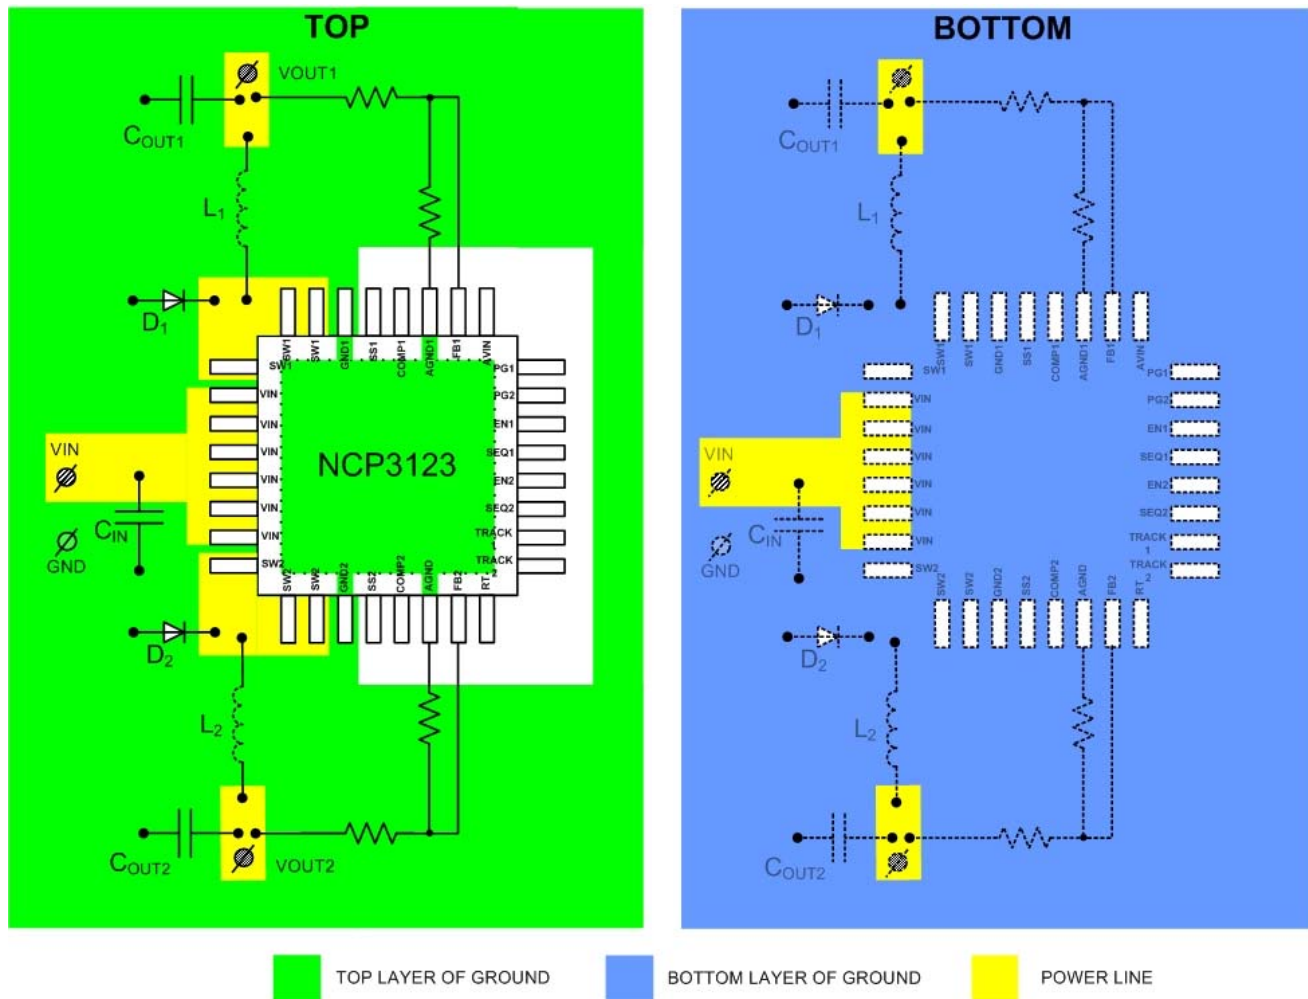 TOP
VOUT1
COUT1
L1
D1
SW1
SW1
GND1
SS1
COMP1
AGND1
FB1
AVIN
SW1
VIN
VIN
VIN
VIN
VIN
VIN
SW2
PG1
PG2
EN1
SEQ1
EN2
SEQ2
TRACK
1
TRACK
2
NCP3123
VIN
CIN
GND
SW2
SW2
GND2
SS2
COMP2
AGND
FB2
RT
D2
L2
COUT2
VOUT2
BOTTOM
COUT1
L1
D1
SW1
SW1
GND1
SS1
COMP1
AGND1
FB1
AVIN
SW1
VIN
VIN
VIN
VIN
VIN
VIN
SW2
PG1
PG2
EN1
SEQ1
EN2
SEQ2
TRACK
1
TRACK
2
VIN
CIN
GND
SW2
SW2
GND2
SS2
COMP2
AGND
FB2
RT
D2
L2
COUT2
TOP LAYER OF GROUND
BOTTOM LAYER OF GROUND
POWER LINE